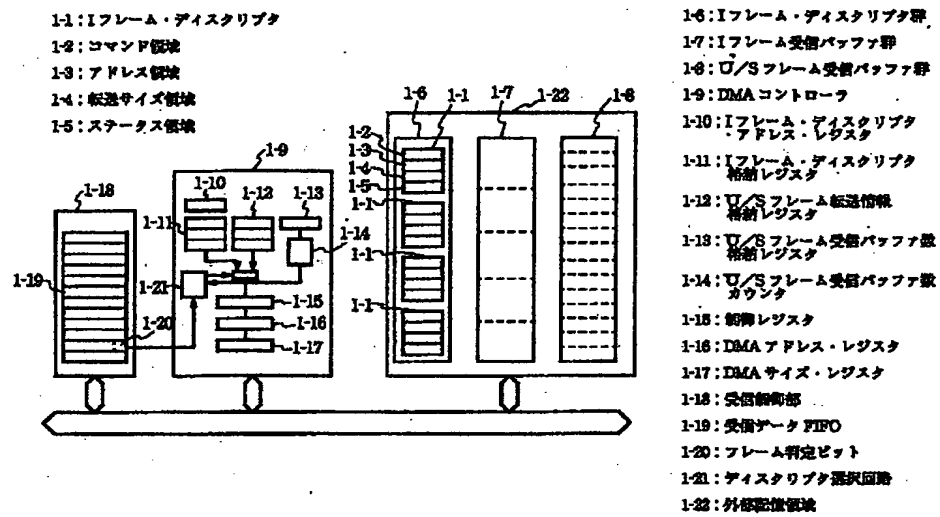 1-1：Iフレーム・ディスクリプタ
1-2：コマンド領域
1-3：アドレス領域
1-4：転送サイズ領域
1-5：ステータス領域
1-6：Iフレーム・ディスクリプタ群
1-7：Iフレーム受信バッファ群
1-8：U/Sフレーム受信バッファ群
1-9：DMAコントローラ
1-10：Iフレーム・ディスクリプタ
・アドレス・レジスタ
1-11：Iフレーム・ディスクリプタ
格納レジスタ
1-12：U/Sフレーム転送情報
格納レジスタ
1-13：U/Sフレーム受信バッファ数
格納レジスタ
1-14：U/Sフレーム受信バッファ数
カウンタ
1-15：制御レジスタ
1-16：DMAアドレス・レジスタ
1-17：DMAサイズ・レジスタ
1-18：受信制御部
1-19：受信データFIFO
1-20：フレーム判定ビット
1-21：ディスクリプタ選択回路
1-22：外部記憶領域
1-6
1-1
1-7
1-22
1-8
1-2
1-3
1-4
1-5
1-1
1-1
1-1
1-9
1-10
1-12
1-13
1-11
1-14
1-18
1-19
1-21
1-20
1-15
1-16
1-17